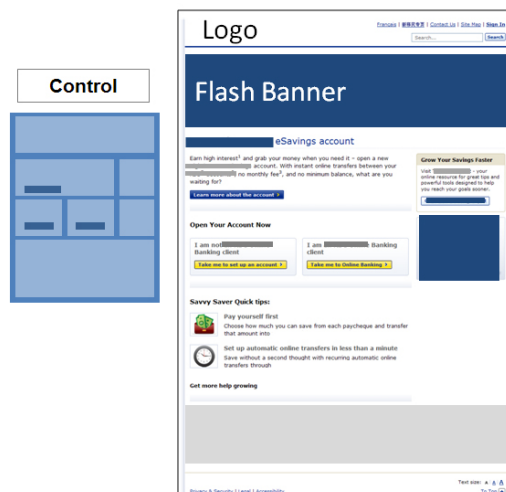 Control
Logo
Français | | Contact Us | Site Map | Sign In
Search... Search
Flash Banner
eSavings account
Earn high interest¹ and grab your money when you need it – open a new
account. With instant online transfers between your
no monthly fee², and no minimum balance, what are you
waiting for?
Learn more about the account
Grow Your Savings Faster
Visit - your
online resource for great tips and
powerful tools designed to help
you reach your goals sooner.
Open Your Account Now
I am not
Banking client
Take me to set up an account
I am Banking
client
Take me to Online Banking
Savvy Saver Quick tips:
Pay yourself first
Choose how much you can save from each paycheque and transfer
that amount into
Set up automatic online transfers in less than a minute
Save without a second thought with recurring automatic online
transfers through
Get more help growing
Text size: A A A
Privacy & Security | Legal | Accessibility
To Top